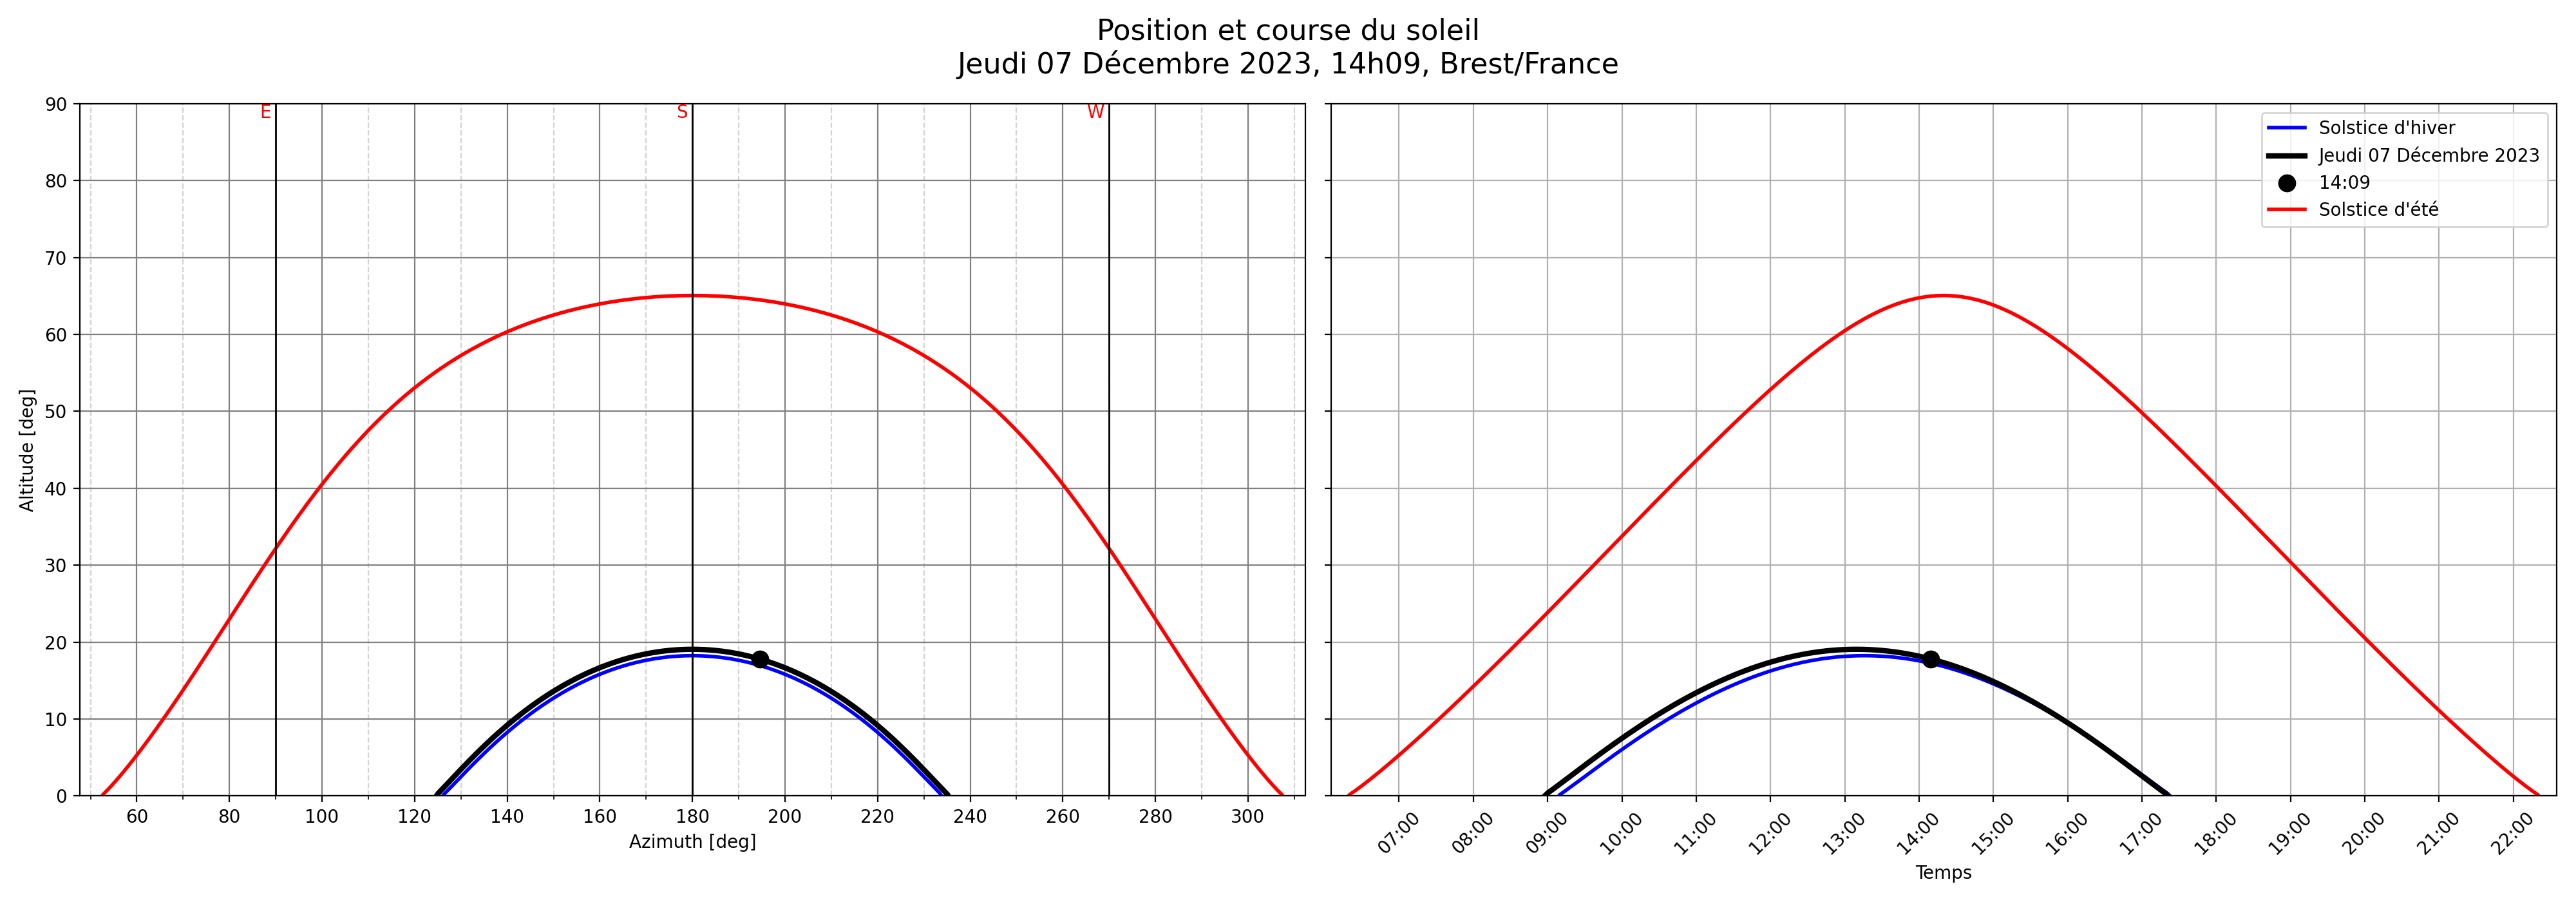 Position et course du soleil
Jeudi 07 Décembre 2023, 14h09, Brest/France
Altitude [deg]
90
80
70
60
50
40
30
20
10
0
E
S
W
60 80 100 120 140 160 180 200 220 240 260 280 300
Azimuth [deg]
Solstice d'hiver
Jeudi 07 Décembre 2023
14:09
Solstice d'été
07:00 08:00 09:00 10:00 11:00 12:00 13:00 14:00 15:00 16:00 17:00 18:00 19:00 20:00 21:00 22:00
Temps